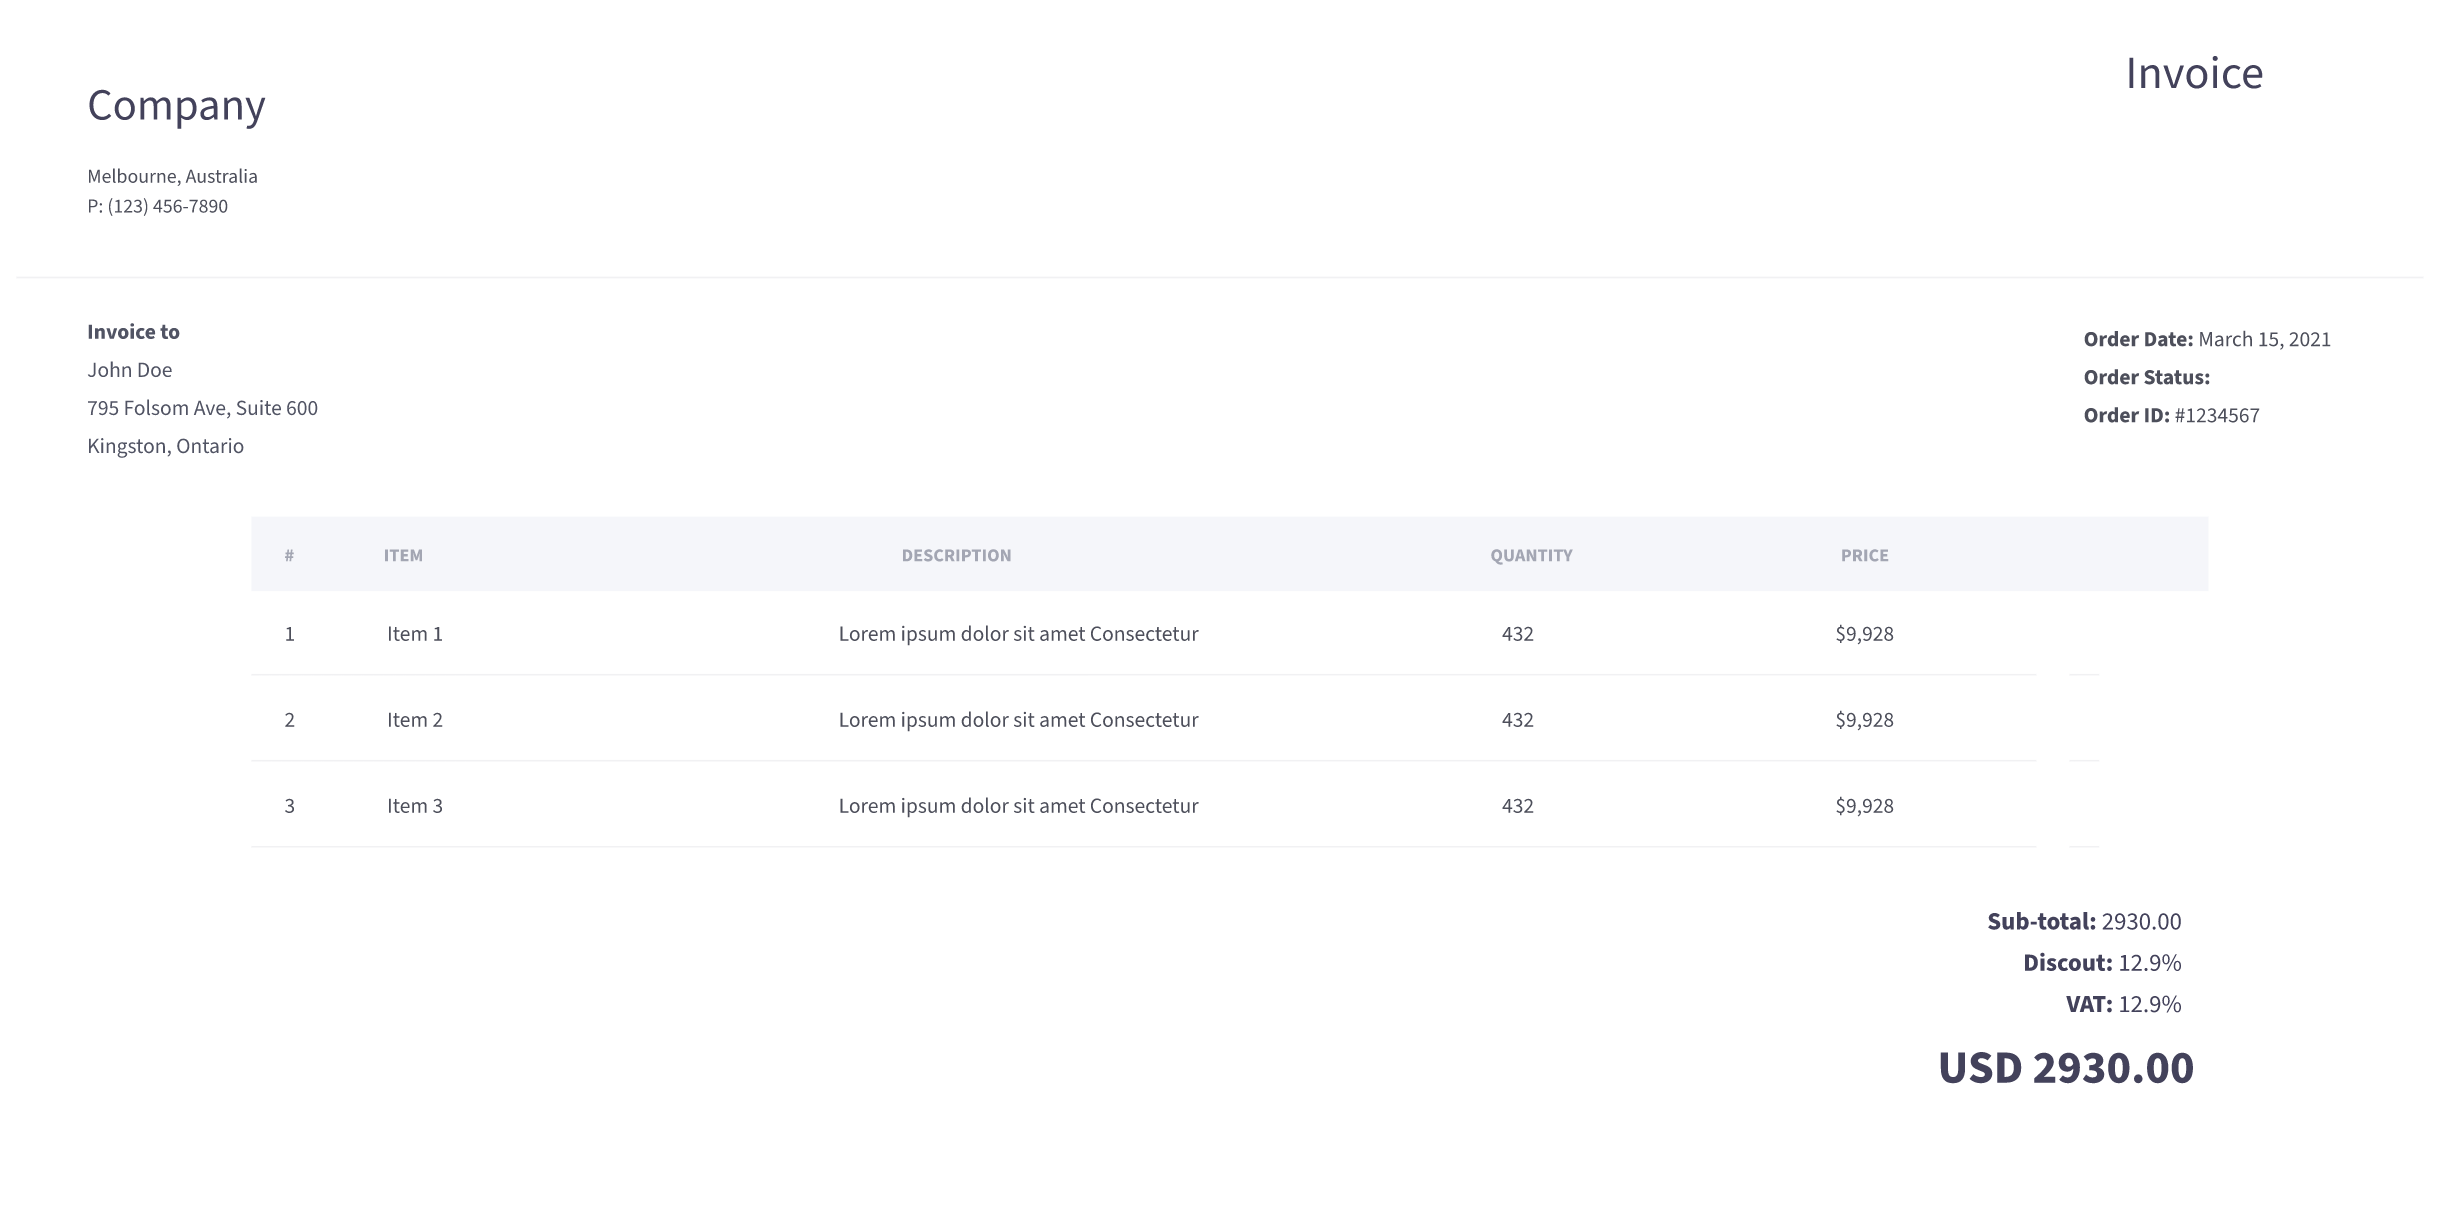 Invoice
Company
Melbourne, Australia
P: (123) 456-7890
Invoice to
John Doe
795 Folsom Ave, Suite 600
Kingston, Ontario
Order Date: March 15, 2021
Order Status:
Order ID: #1234567
# ITEM DESCRIPTION QUANTITY PRICE
1 Item 1 Lorem ipsum dolor sit amet Consectetur 432 $9,928
2 Item 2 Lorem ipsum dolor sit amet Consectetur 432 $9,928
3 Item 3 Lorem ipsum dolor sit amet Consectetur 432 $9,928
Sub-total: 2930.00
Discout: 12.9%
VAT: 12.9%
USD 2930.00